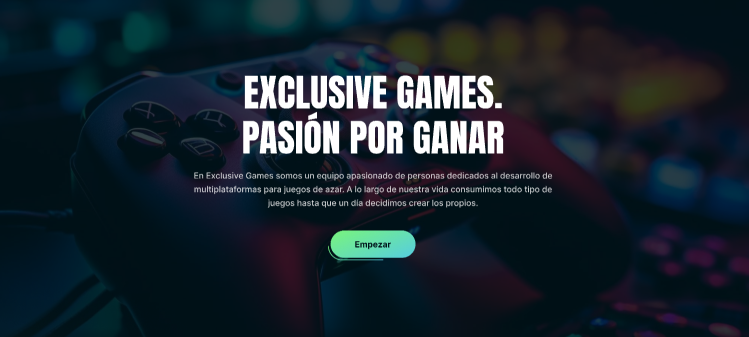 EXCLUSIVE GAMES.
PASIÓN POR GANAR
En Exclusive Games somos un equipo apasionado de personas dedicados al desarrollo de
multiplataformas para juegos de azar. A lo largo de nuestra vida consumimos todo tipo de
juegos hasta que un día decidimos crear los propios.
Empezar